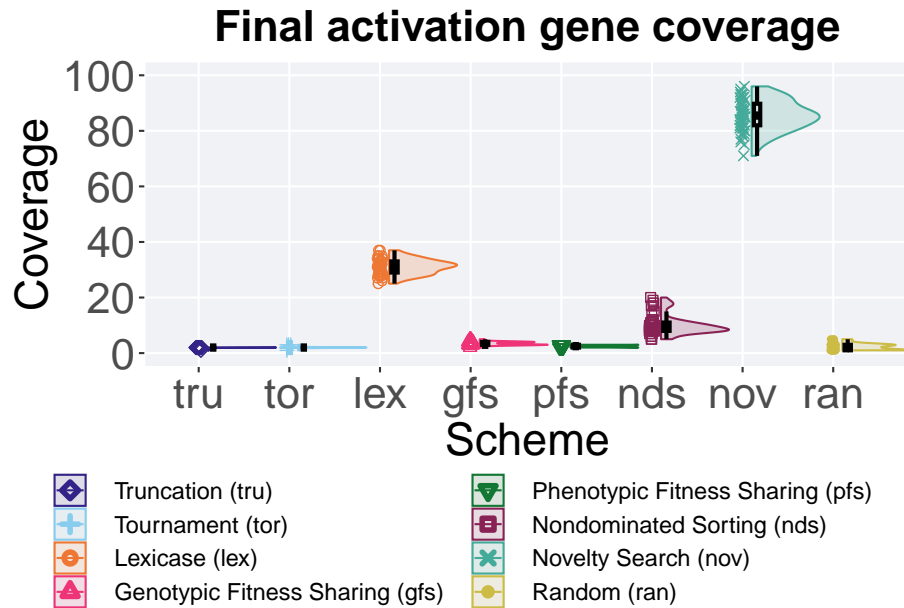 Final activation gene coverage
Coverage
100
80
60
40
20
0
tru tor lex gfs pfs nds nov ran
Scheme
Truncation (tru)
Tournament (tor)
Lexicase (lex)
Genotypic Fitness Sharing (gfs)
Phenotypic Fitness Sharing (pfs)
Nondominated Sorting (nds)
Novelty Search (nov)
Random (ran)